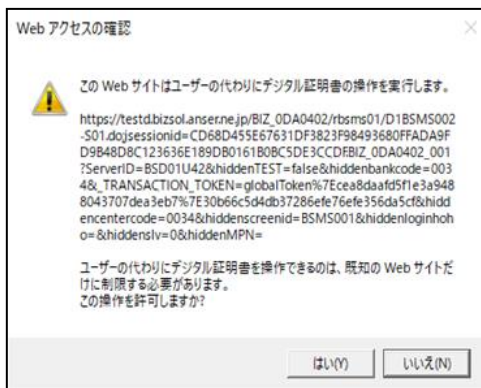 Web アクセスの確認
この Web サイトはユーザーの代わりにデジタル証明書の操作を実行します。
https://testd.bizsol.anser.ne.jp/BIZ_0DA0402/rbsms01/D1BSMS002
-S01.do;jsessionid=CD68D455E67631DF3823F98493680FFADA9F
D9B48D8C123636E189DB0161B0BC5DE3CCDF.BIZ_0DA0402_001
?ServerID=BSD01U42&hiddenTEST=false&hiddenbankcode=003
4&_TRANSACTION_TOKEN=globalToken%7Ecea8daafd5f1e3a948
8043707dea3eb7%7E30b66c5d4db37286efe76efe356da5cf&hidd
encentercode=0034&hiddenscreenid=BSMS001&hiddenloginhoh
o=&hiddenslv=0&hiddenMPN=
ユーザーの代わりにデジタル証明書を操作できるのは、既知の Web サイトだ
けに制限する必要があります。
この操作を許可しますか?
はい(Y) いいえ(N)